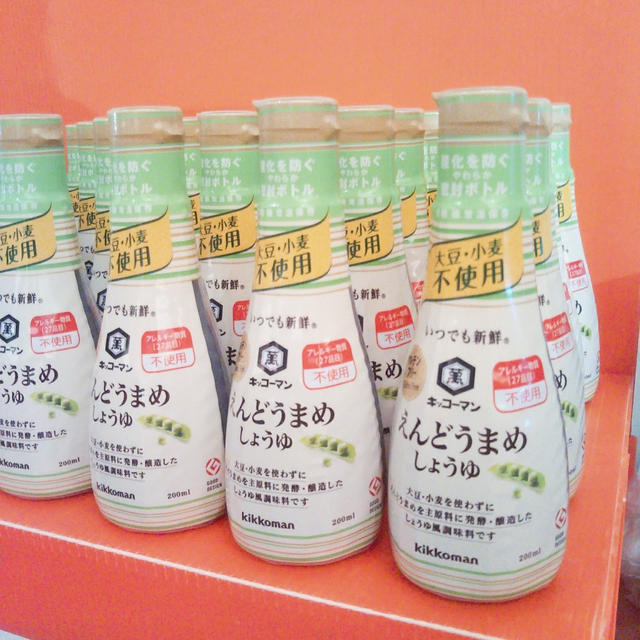 酸化を防ぐ
やわらか
密封ボトル
大豆・小麦
不使用
いつでも新鮮®
萬
キッコーマン
アレルギー物質
(27品目)
不使用
えんどうまめ
しょうゆ
大豆・小麦を使わずに
えんどうまめを主原料に発酵・醸造した
しょうゆ風調味料です
GOOD DESIGN
kikkoman
200ml